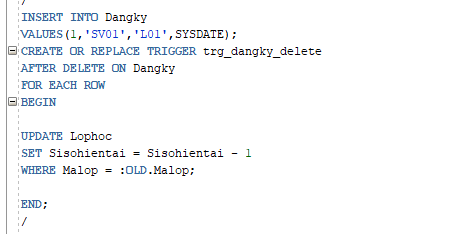 /
INSERT INTO Dangky
VALUES(1,'SV01','L01',SYSDATE);
CREATE OR REPLACE TRIGGER trg_dangky_delete
AFTER DELETE ON Dangky
FOR EACH ROW
BEGIN
UPDATE Lophoc
SET Sisohientai = Sisohientai - 1
WHERE Malop = :OLD.Malop;
END;
/